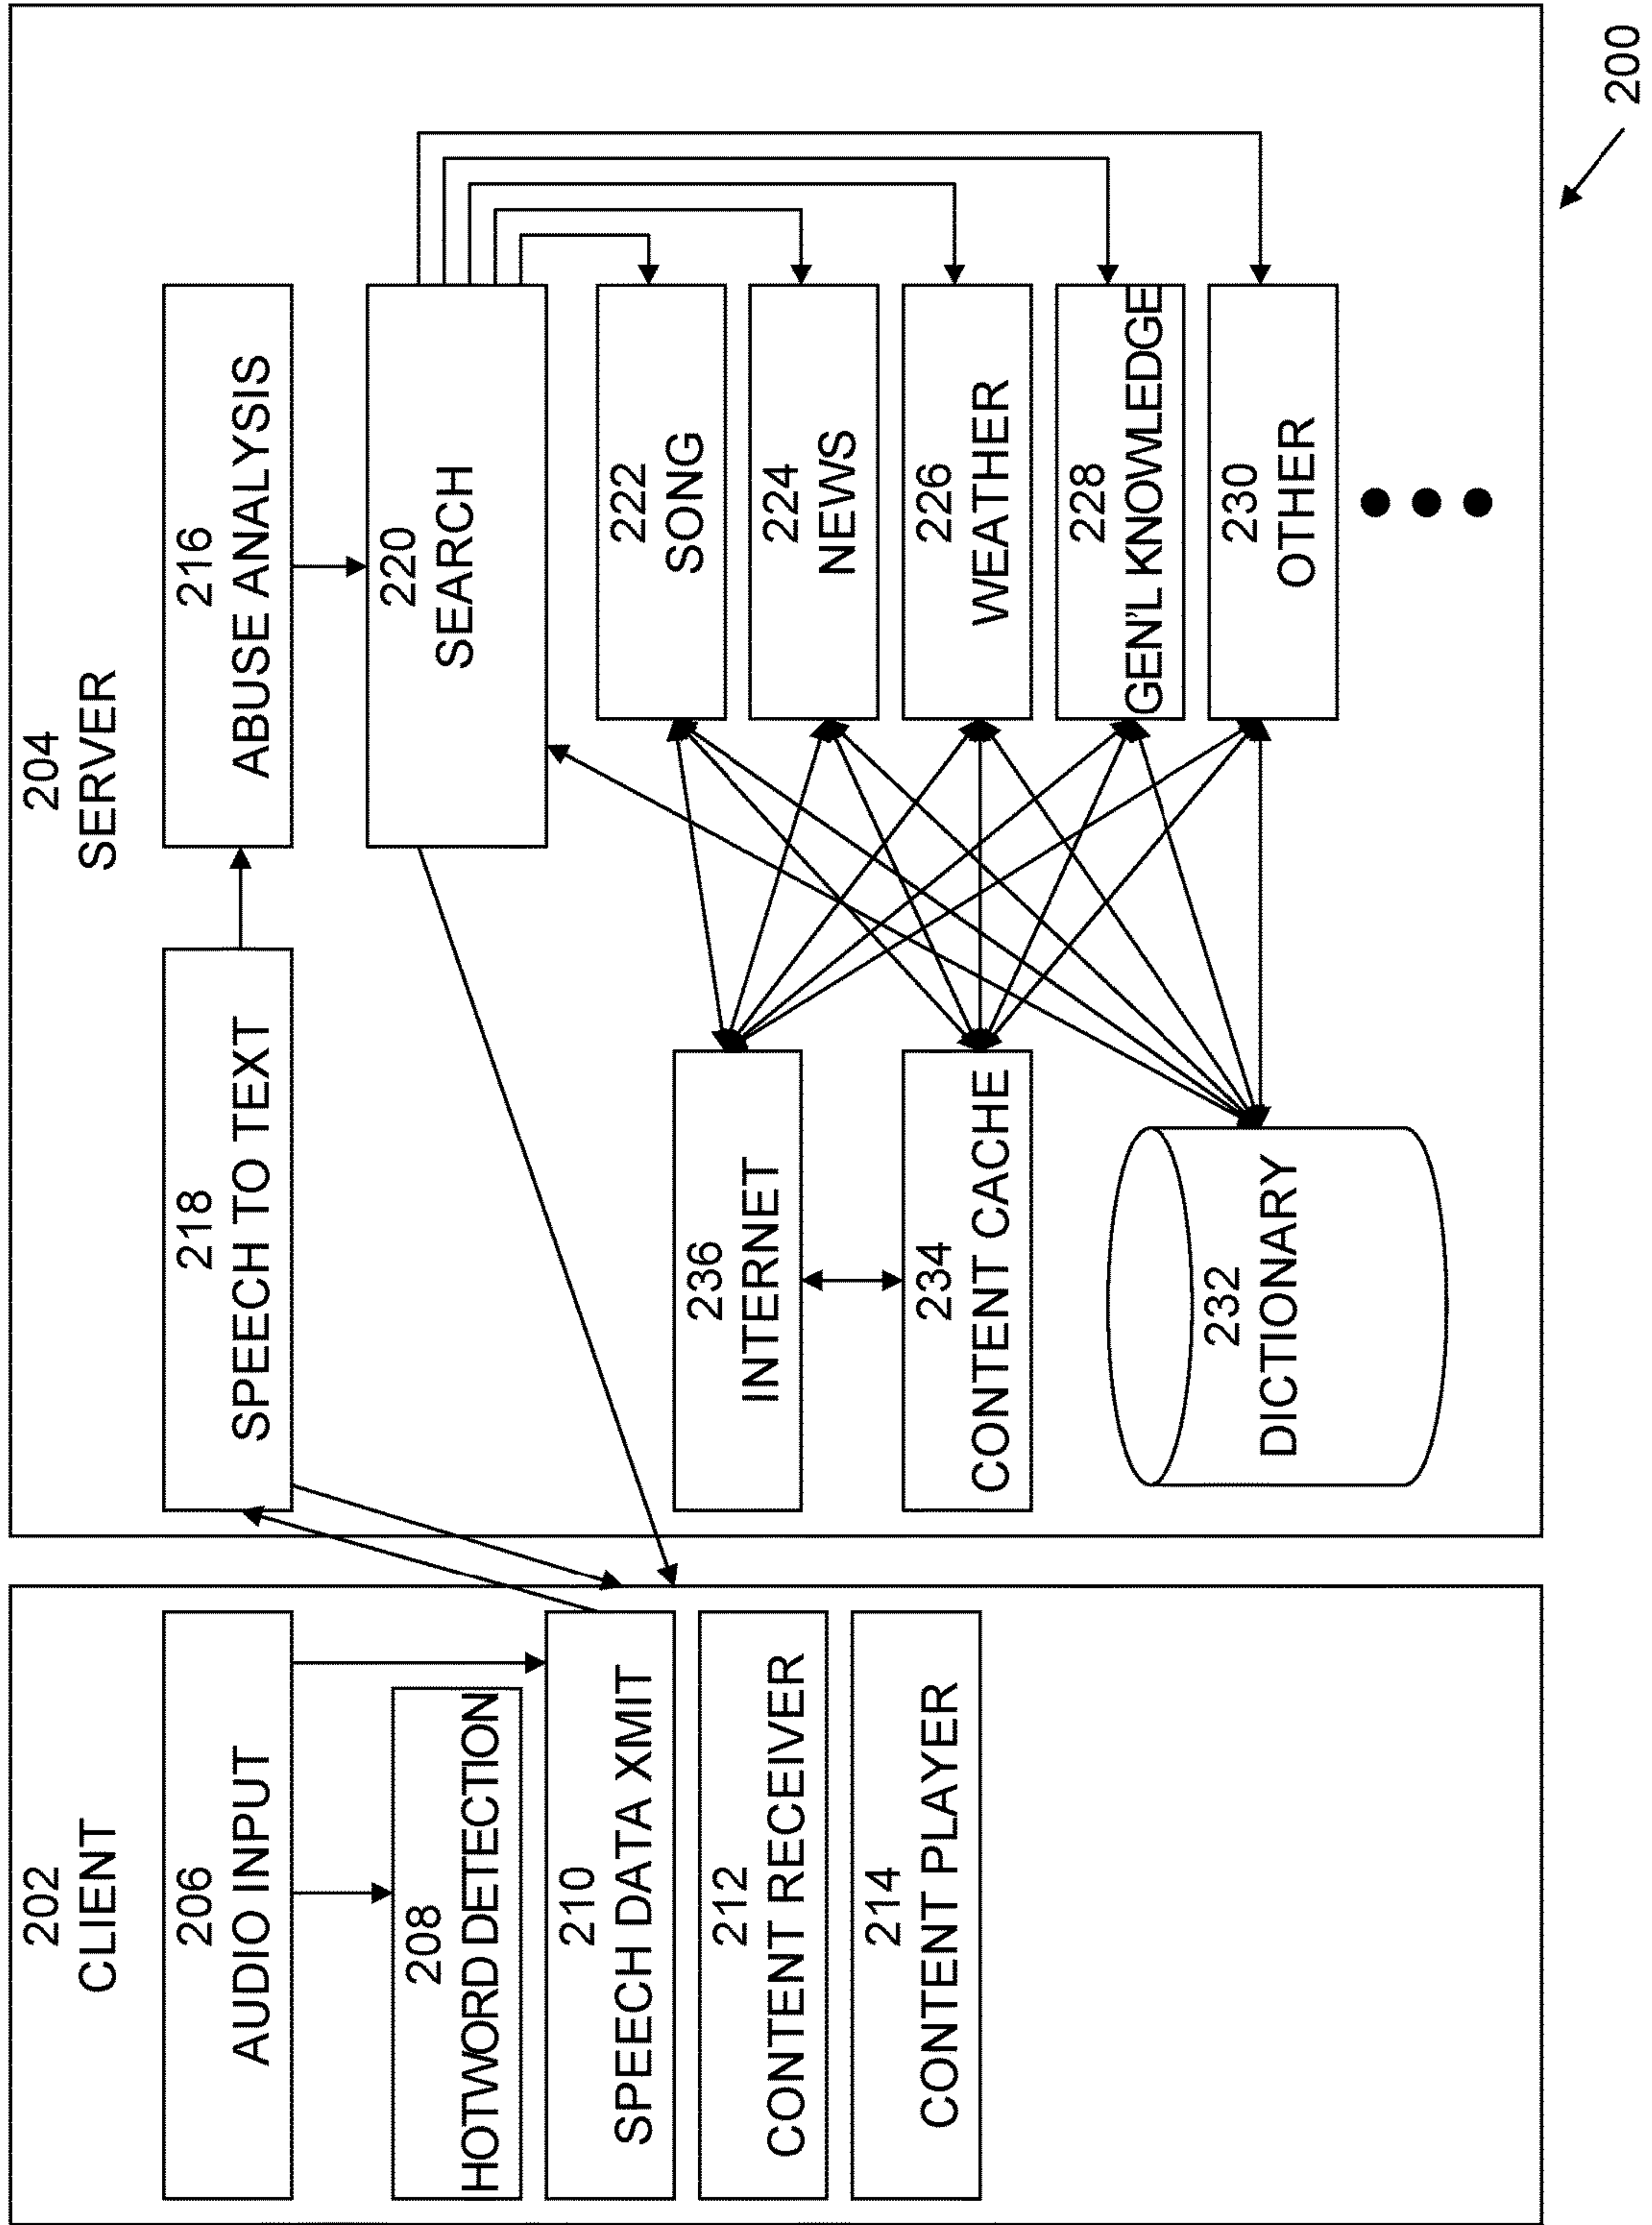 202
CLIENT
206
AUDIO INPUT
208
HOTWORD DETECTION
210
SPEECH DATA XMIT
212
CONTENT RECEIVER
214
CONTENT PLAYER
204
SERVER
218
SPEECH TO TEXT
216
ABUSE ANALYSIS
220
SEARCH
236
INTERNET
234
CONTENT CACHE
232
DICTIONARY
222
SONG
224
NEWS
226
WEATHER
228
GEN'L KNOWLEDGE
230
OTHER
200